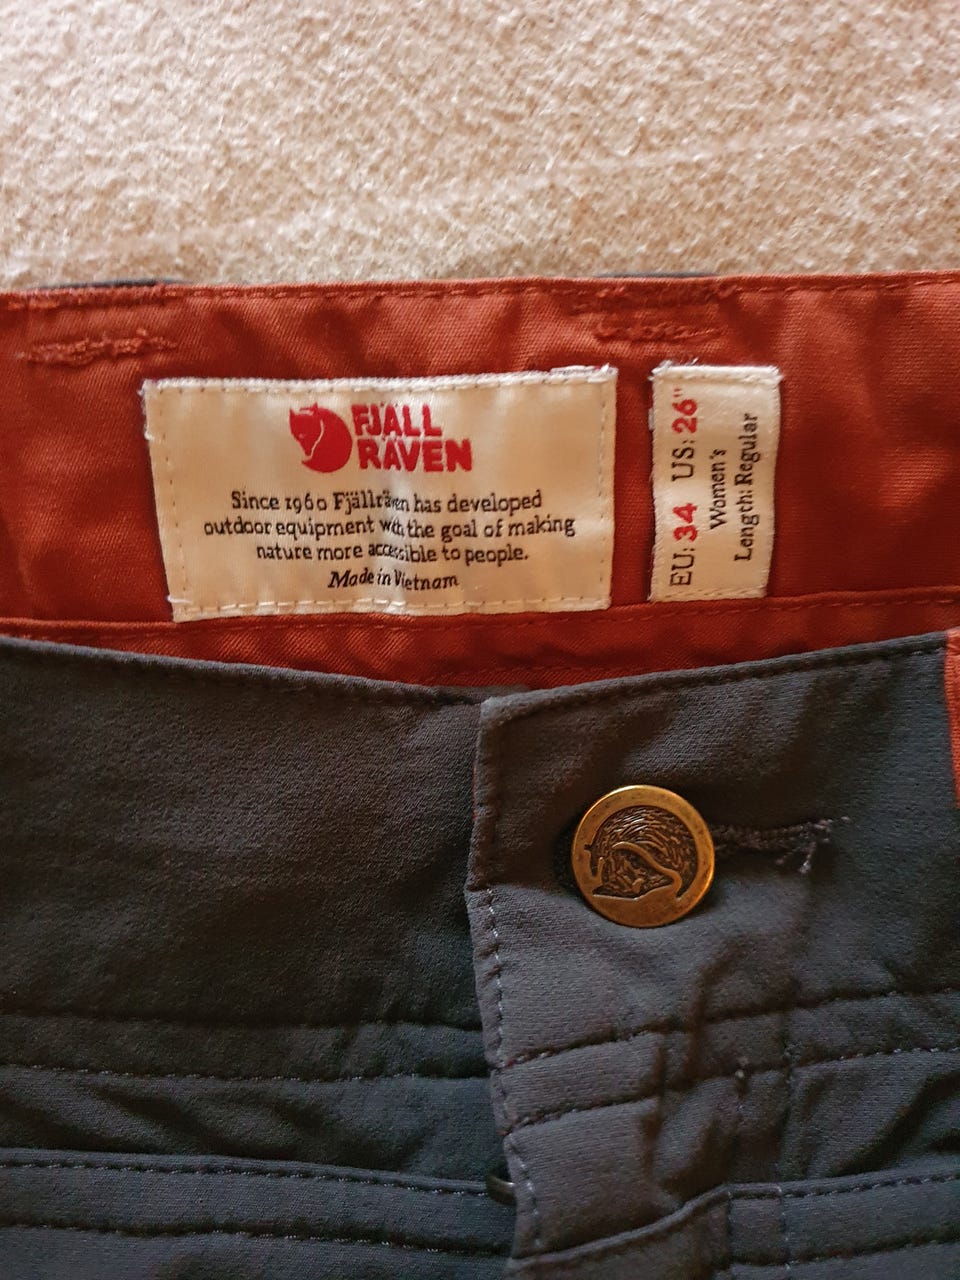 FJÄLL
RÄVEN
Since 1960 Fjällräven has developed
outdoor equipment with the goal of making
nature more accessible to people.
Made in Vietnam
EU: 34 US: 26"
Women's
Length: Regular